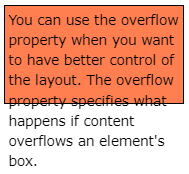 You can use the overflow
property when you want
to have better control of
the layout. The overflow
property specifies what
happens if content
overflows an element's
box.